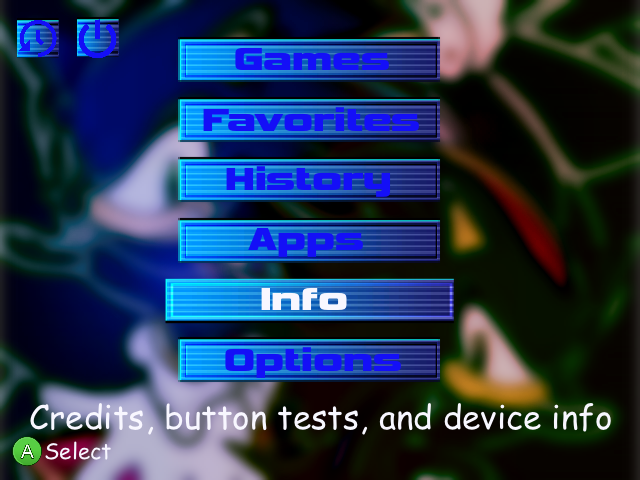 Games
Favorites
History
Apps
Info
Options
Credits, button tests, and device info
A Select